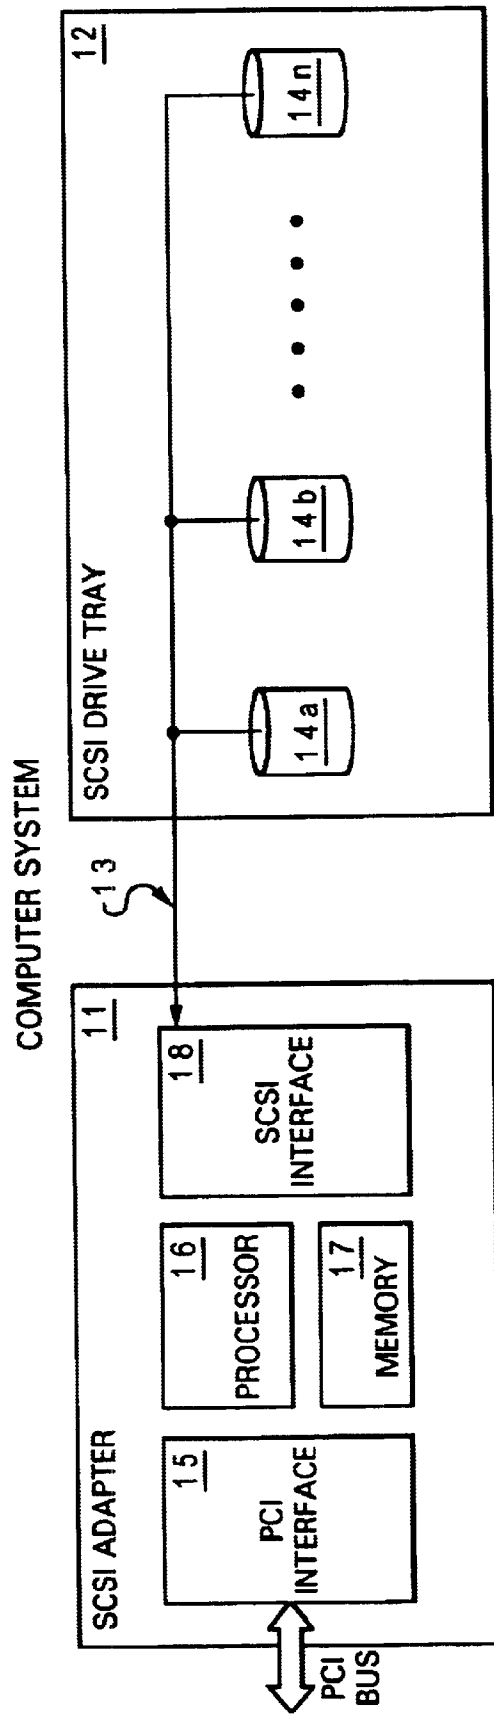 COMPUTER SYSTEM
SCSI ADAPTER
11
PCI
BUS
15
PCI
INTERFACE
16
PROCESSOR
17
MEMORY
18
SCSI
INTERFACE
13
SCSI DRIVE TRAY
12
14a
14b
14n